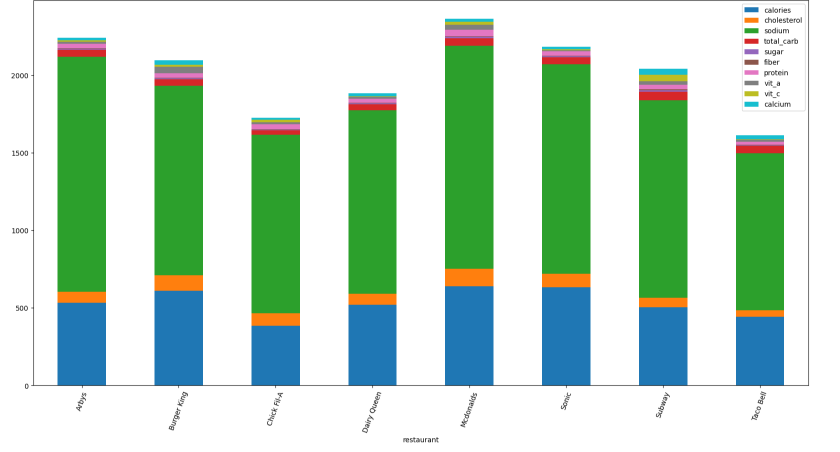 calories
cholesterol
sodium
total_carb
sugar
fiber
protein
vit_a
vit_c
calcium
2000
1500
1000
500
0
Arbys
Burger King
Chick Fil-A
Dairy Queen
Mcdonalds
Sonic
Subway
Taco Bell
restaurant